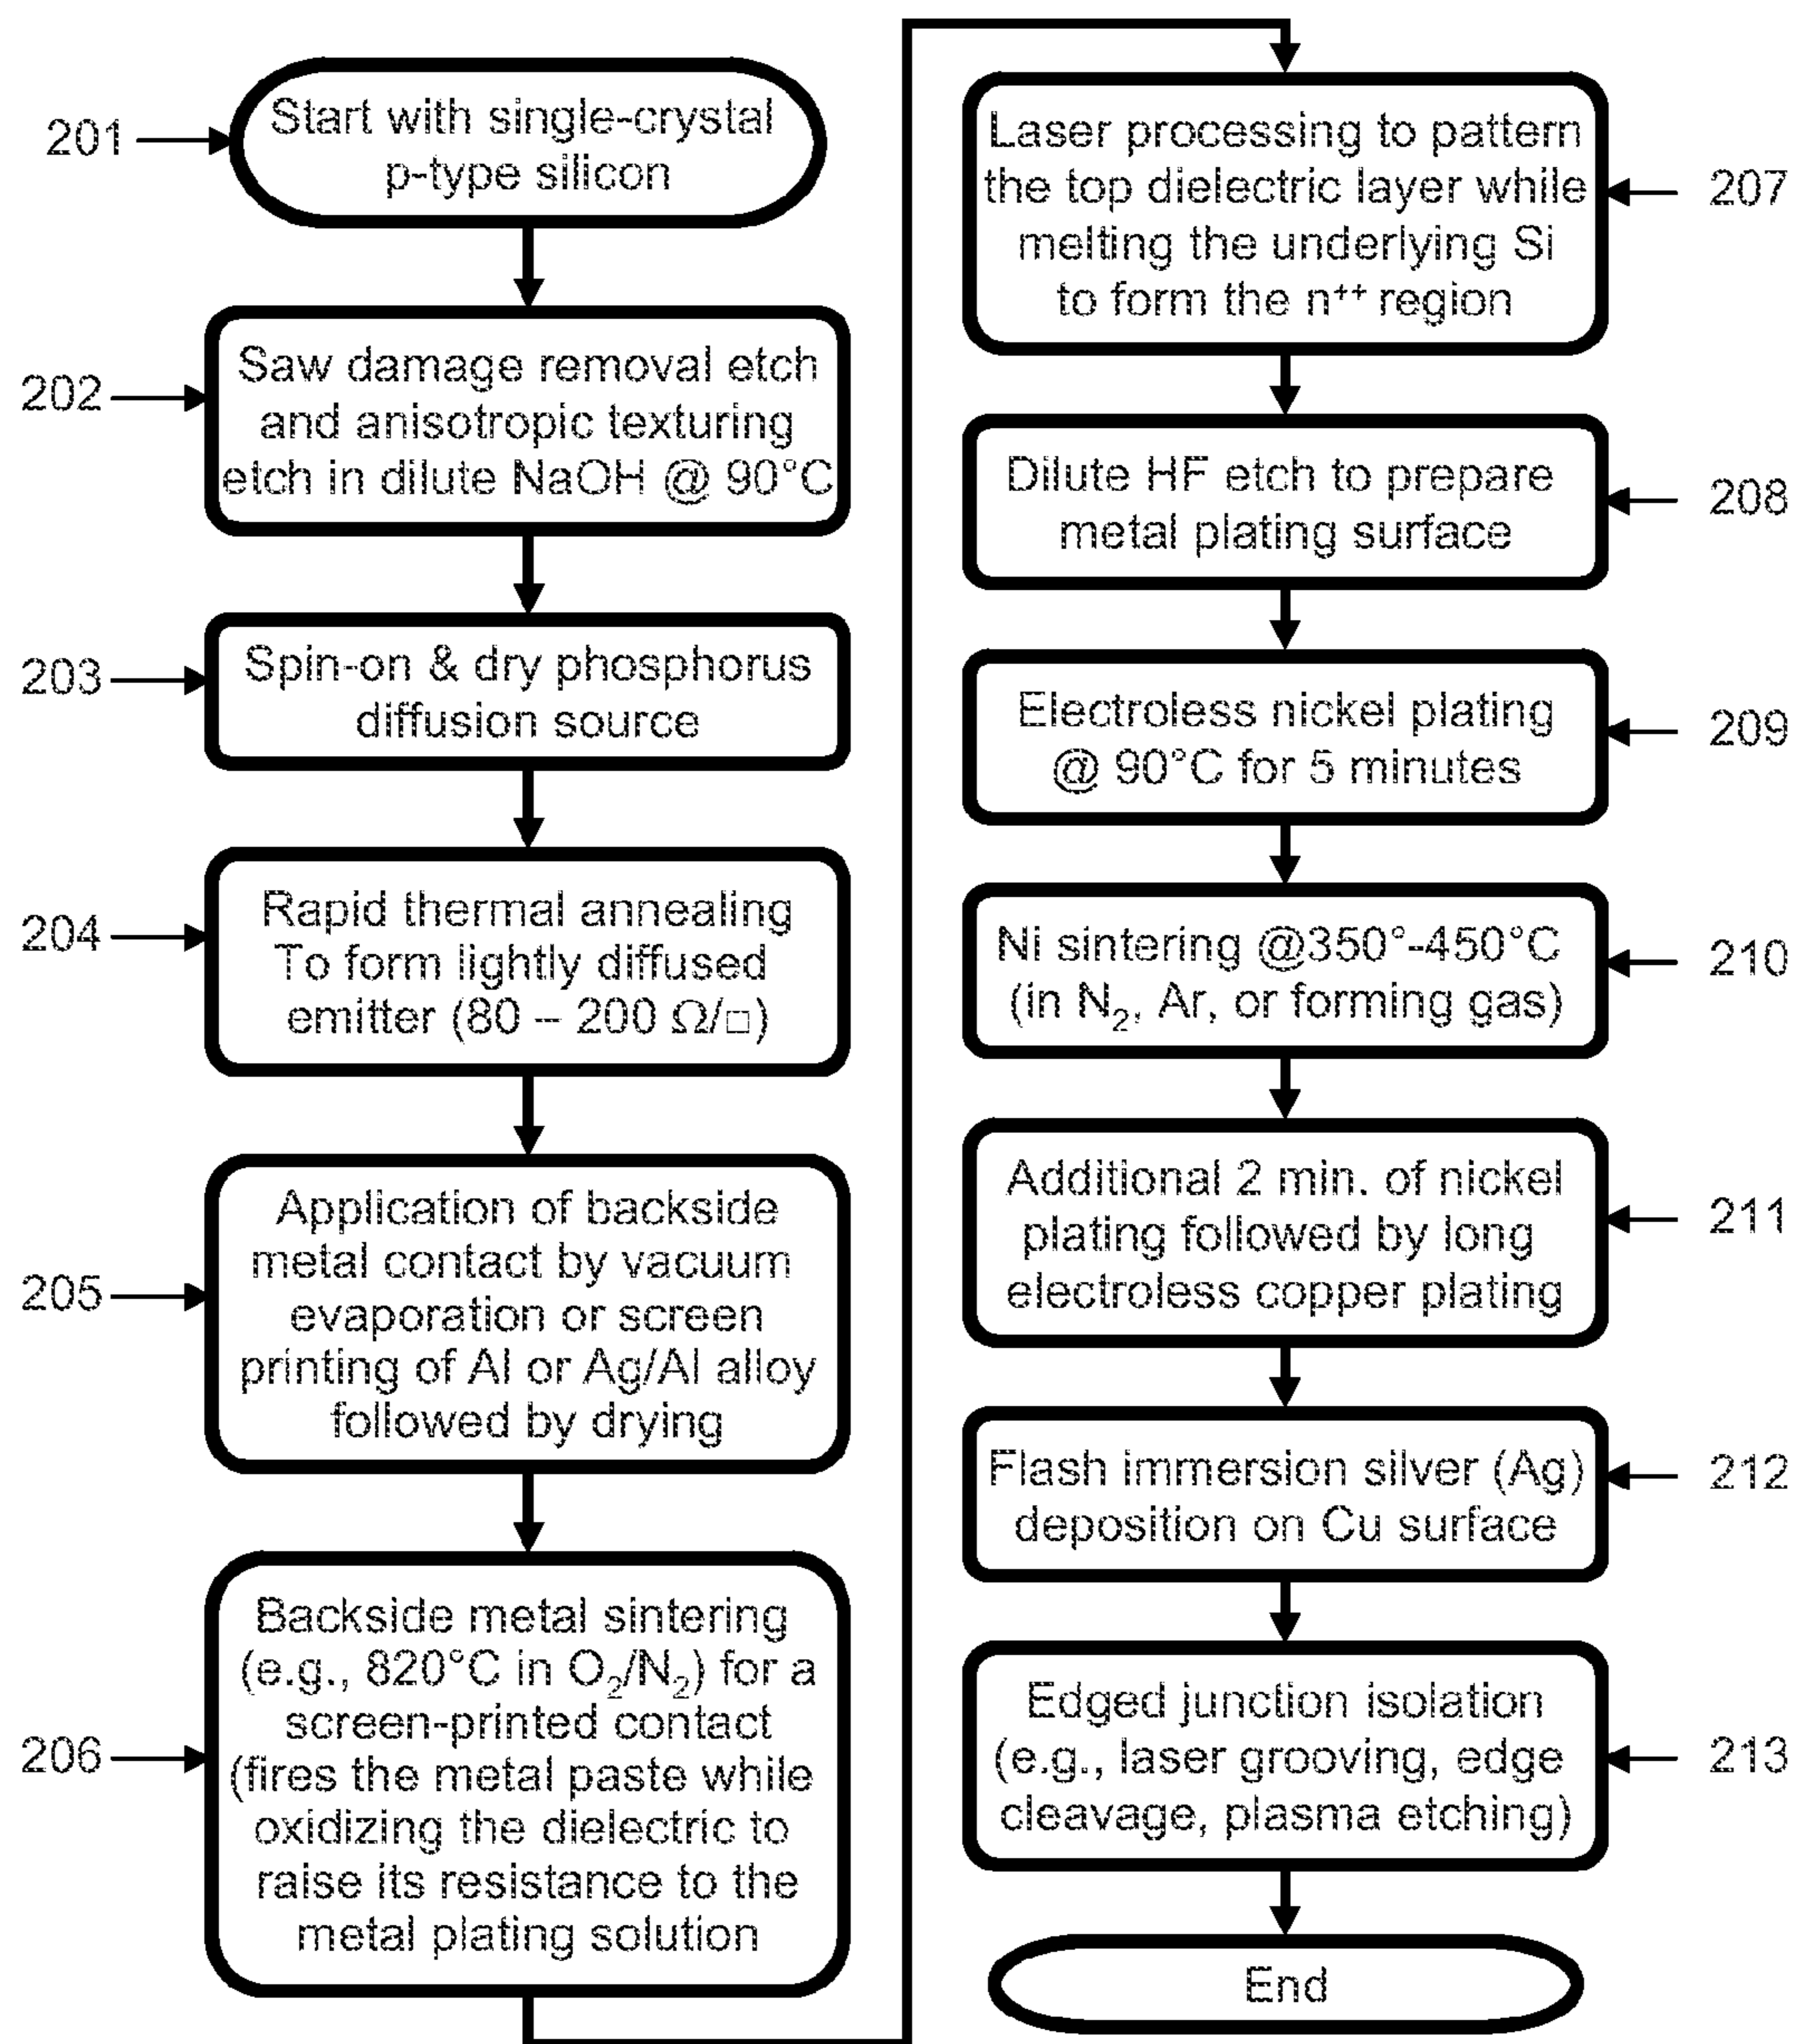 201
Start with single-crystal
p-type silicon
202
Saw damage removal etch
and anisotropic texturing
etch in dilute NaOH @ 90°C
203
Spin-on & dry phosphorus
diffusion source
204
Rapid thermal annealing
To form lightly diffused
emitter (80 – 200 Ω/□)
205
Application of backside
metal contact by vacuum
evaporation or screen
printing of Al or Ag/Al alloy
followed by drying
206
Backside metal sintering
(e.g., 820°C in O₂/N₂) for a
screen-printed contact
(fires the metal paste while
oxidizing the dielectric to
raise its resistance to the
metal plating solution
Laser processing to pattern
the top dielectric layer while
melting the underlying Si
to form the n⁺⁺ region
207
Dilute HF etch to prepare
metal plating surface
208
Electroless nickel plating
@ 90°C for 5 minutes
209
Ni sintering @350°-450°C
(in N₂, Ar, or forming gas)
210
Additional 2 min. of nickel
plating followed by long
electroless copper plating
211
Flash immersion silver (Ag)
deposition on Cu surface
212
Edged junction isolation
(e.g., laser grooving, edge
cleavage, plasma etching)
213
End